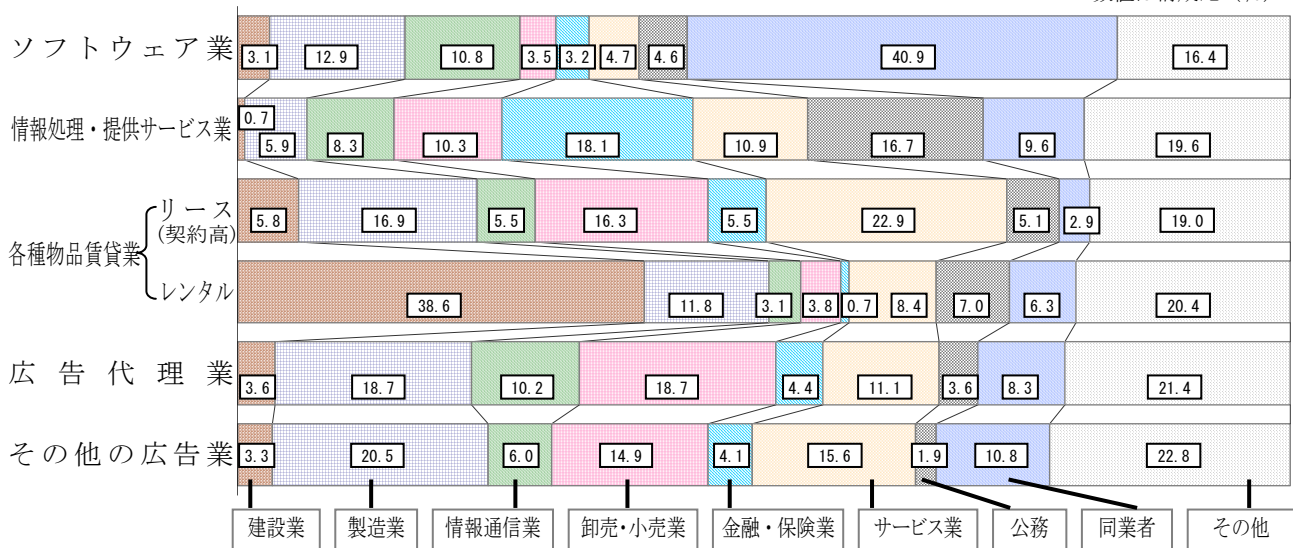 ソフトウェア業
3.1 12.9 10.8 3.5 3.2 4.7 4.6 40.9 16.4
情報処理・提供サービス業
0.7 5.9 8.3 10.3 18.1 10.9 16.7 9.6 19.6
各種物品賃貸業
リース
(契約高)
5.8 16.9 5.5 16.3 5.5 22.9 5.1 2.9 19.0
レンタル
38.6 11.8 3.1 3.8 0.7 8.4 7.0 6.3 20.4
広告代理業
3.6 18.7 10.2 18.7 4.4 11.1 3.6 8.3 21.4
その他の広告業
3.3 20.5 6.0 14.9 4.1 15.6 1.9 10.8 22.8
建設業 製造業 情報通信業 卸売・小売業 金融・保険業 サービス業 公務 同業者 その他